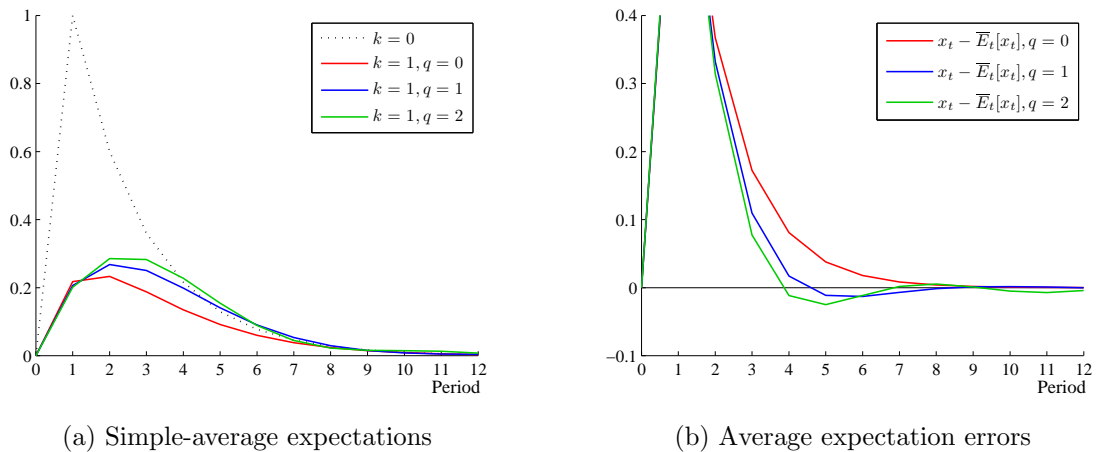 1
0.8
0.6
0.4
0.2
0
0 1 2 3 4 5 6 7 8 9 10 11 12
Period
k = 0
k = 1, q = 0
k = 1, q = 1
k = 1, q = 2
(a) Simple-average expectations
0.4
0.3
0.2
0.1
0
−0.1
0 1 2 3 4 5 6 7 8 9 10 11 12
Period
x_t − E̅_t[x_t], q = 0
x_t − E̅_t[x_t], q = 1
x_t − E̅_t[x_t], q = 2
(b) Average expectation errors